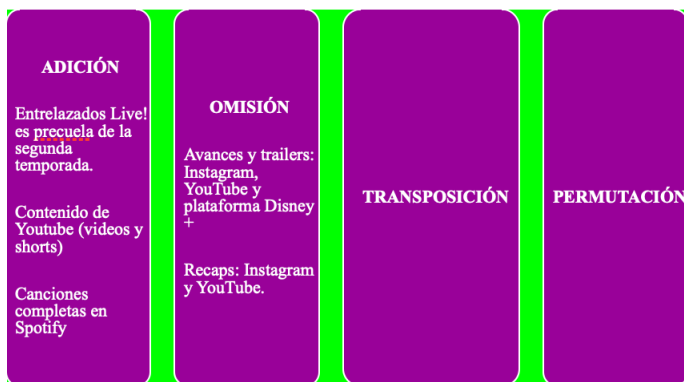 ADICIÓN
Entrelazados Live!
es precuela de la
segunda
temporada.
Contenido de
Youtube (videos y
shorts)
Canciones
completas en
Spotify
OMISIÓN
Avances y trailers:
Instagram,
YouTube y
plataforma Disney
+
Recaps: Instagram
y YouTube.
TRANSPOSICIÓN
PERMUTACIÓN